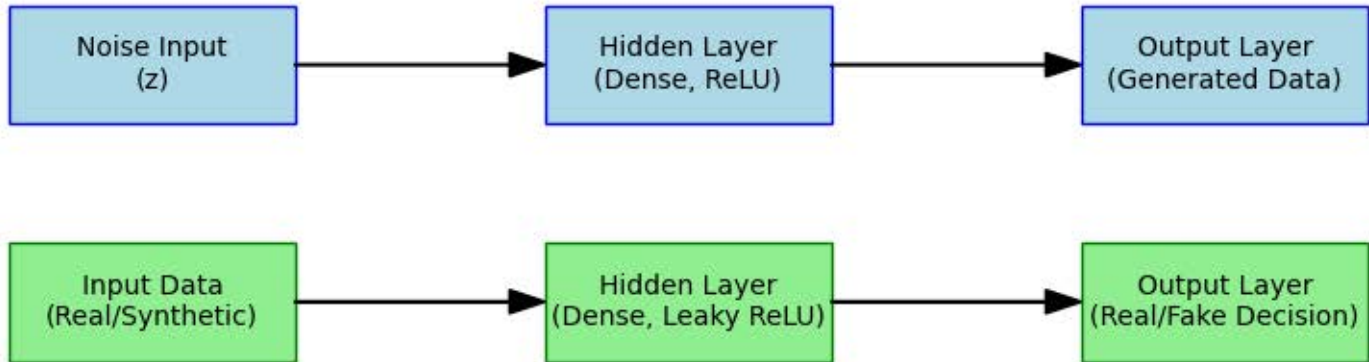 Noise Input
(z)
Hidden Layer
(Dense, ReLU)
Output Layer
(Generated Data)
Input Data
(Real/Synthetic)
Hidden Layer
(Dense, Leaky ReLU)
Output Layer
(Real/Fake Decision)